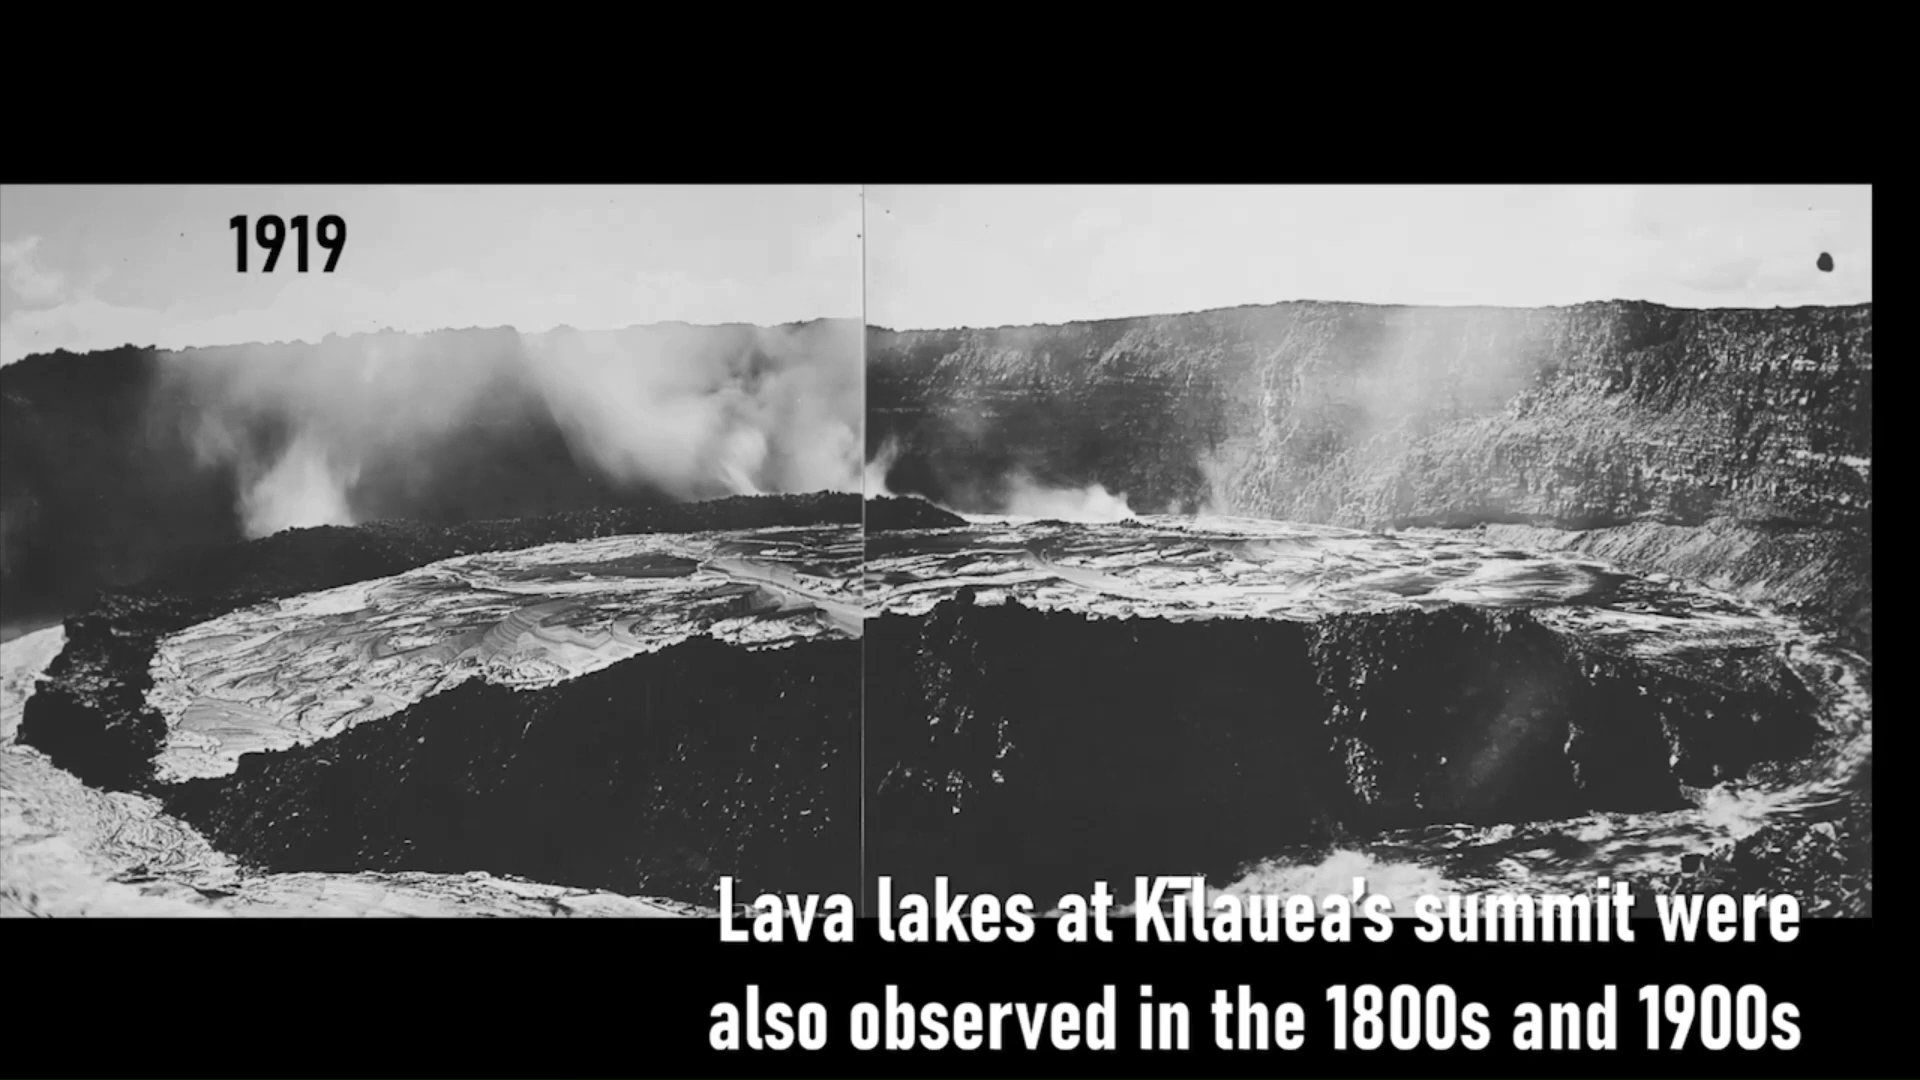 1919
Lava lakes at Kīlauea's summit were
also observed in the 1800s and 1900s